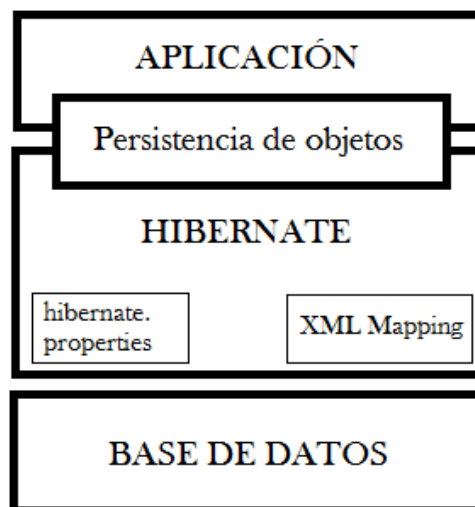 APLICACIÓN
Persistencia de objetos
HIBERNATE
hibernate.
properties
XML Mapping
BASE DE DATOS